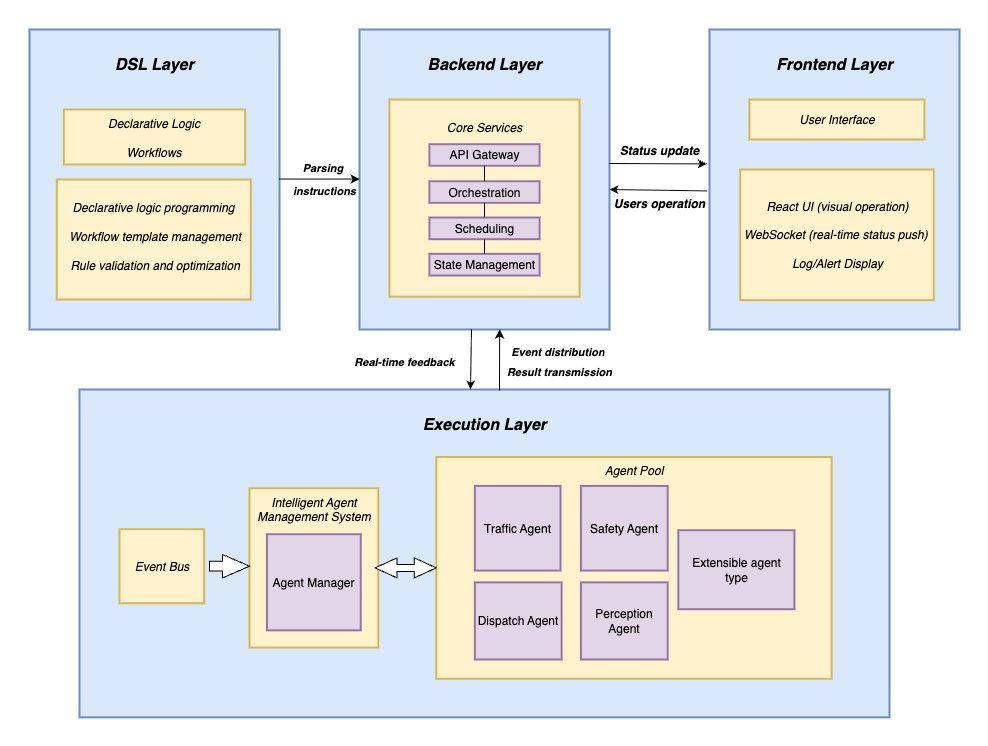 DSL Layer
Declarative Logic
Workflows
Declarative logic programming
Workflow template management
Rule validation and optimization
Parsing
instructions
Backend Layer
Core Services
API Gateway
Orchestration
Scheduling
State Management
Status update
Users operation
Frontend Layer
User Interface
React UI (visual operation)
WebSocket (real-time status push)
Log/Alert Display
Real-time feedback
Event distribution
Result transmission
Execution Layer
Event Bus
Intelligent Agent
Management System
Agent Manager
Agent Pool
Traffic Agent
Safety Agent
Dispatch Agent
Perception
Agent
Extensible agent
type